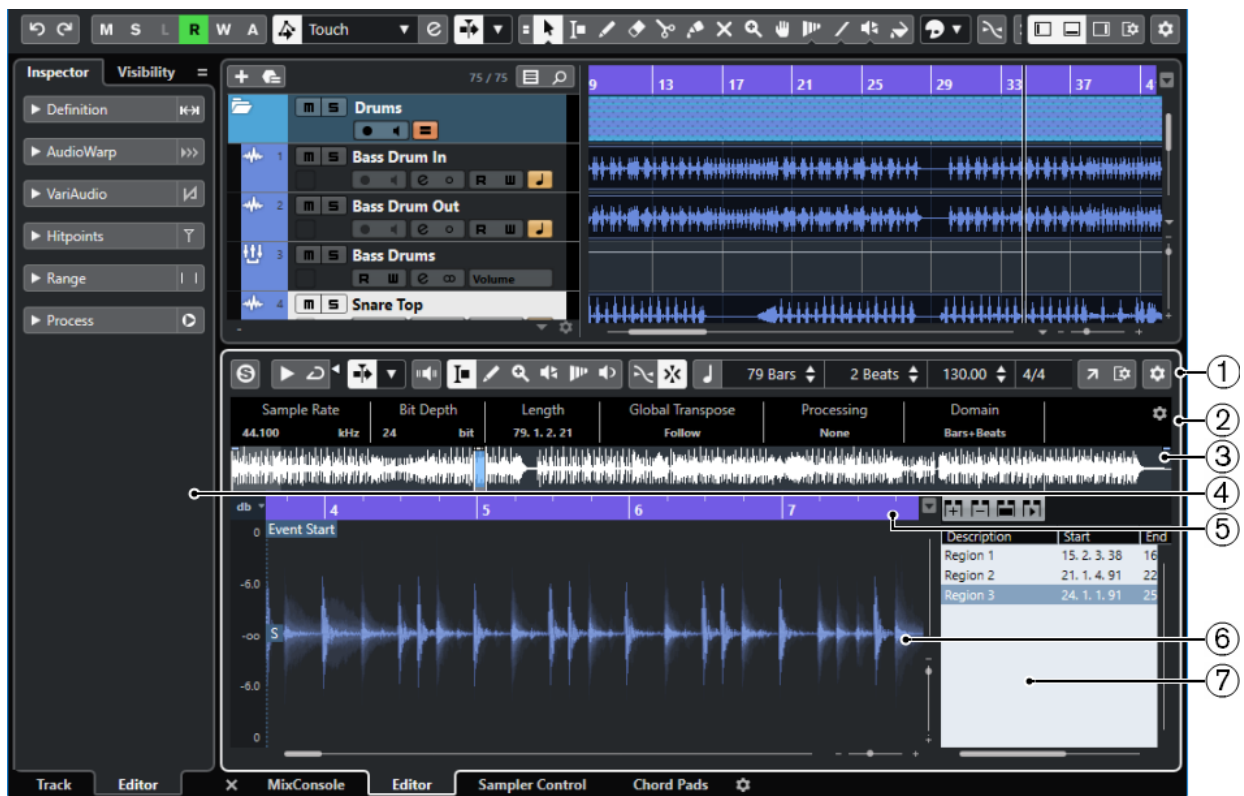 M S L R W A Touch
Inspector Visibility
75 / 75
9 13 17 21 25 29 33 37 4
Definition
AudioWarp
VariAudio
Hitpoints
Range
Process
m S Drums
1 m S Bass Drum In
e R W
2 m S Bass Drum Out
e R W
3 m S Bass Drums
R W e Volume
4 m S Snare Top
S 79 Bars 2 Beats 130.00 4/4
1
Sample Rate Bit Depth Length Global Transpose Processing Domain
44.100 kHz 24 bit 79. 1. 2. 21 Follow None Bars+Beats
2
3
4
db 4 5 6 7
5
0 Event Start
Description Start End
Region 1 15. 2. 3. 38 16
Region 2 21. 1. 4. 91 22
Region 3 24. 1. 1. 91 25
-6.0
-oo S
6
-6.0
7
0
Track Editor MixConsole Editor Sampler Control Chord Pads